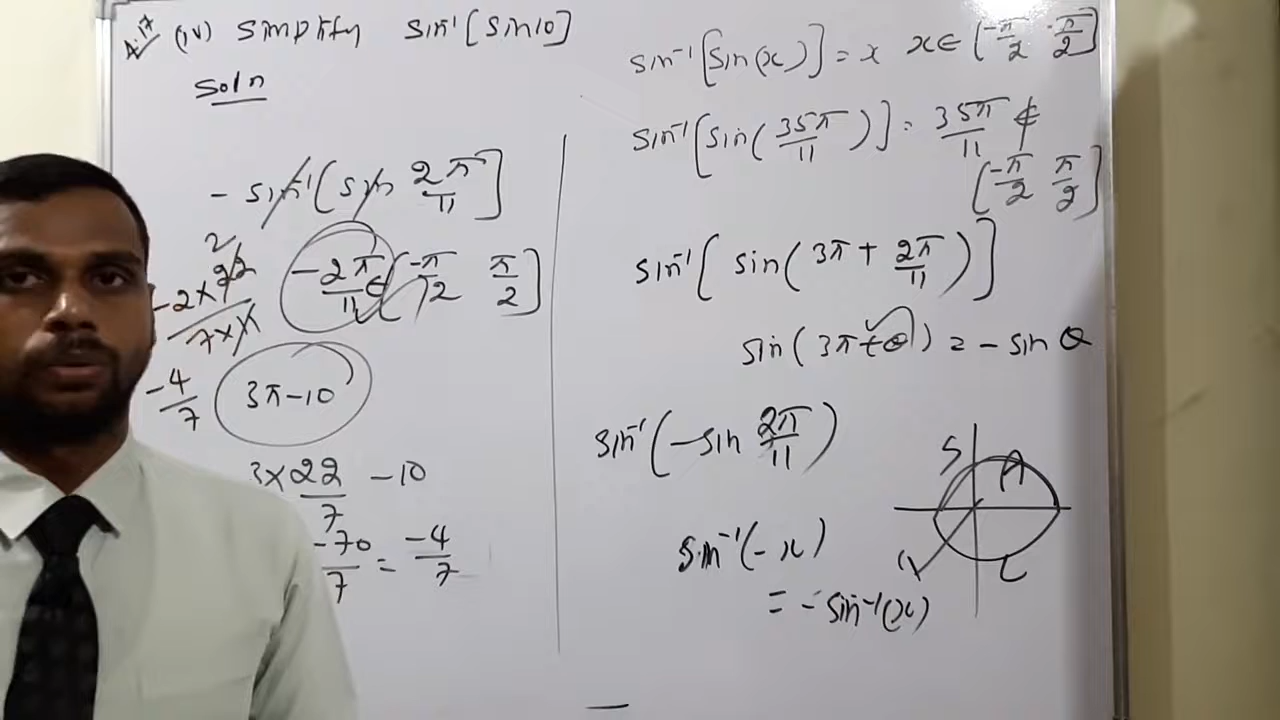 (iv) Simplify sin⁻¹[sin10]
Soln
- sin⁻¹[sin 2π/11]
-2π/11 ∈ [-π/2 π/2]
-2×22/7×11
2
-4/7
3π-10
3×22/7 -10
-70/7 = -4/7
sin⁻¹[sin(x)] = x x∈[-π/2 π/2]
sin⁻¹[sin(35π/11)] = 35π/11 ∉
[-π/2 π/2]
sin⁻¹[sin(3π+2π/11)]
sin(3π+θ) = -sinθ
sin⁻¹(-sin 2π/11)
S A
C
sin⁻¹(-x)
= -sin⁻¹(x)